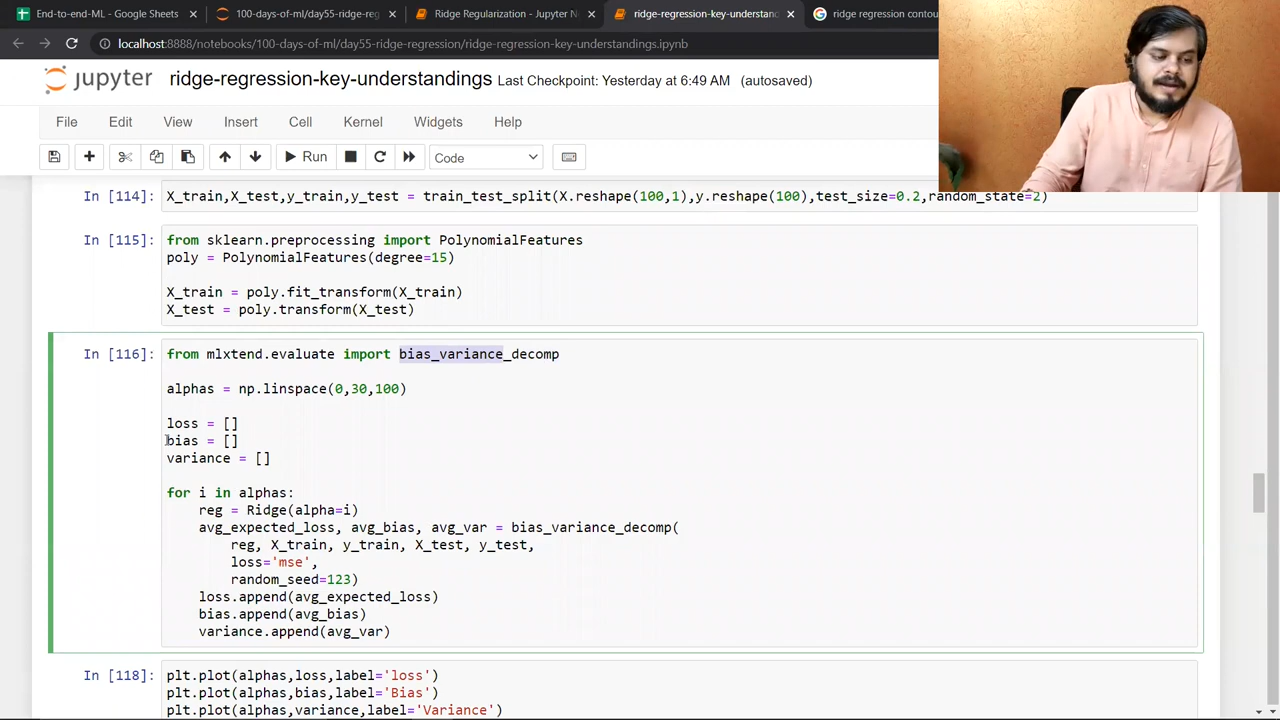 End-to-end-ML - Google Sheets
100-days-of-ml/day55-ridge-reg
Ridge Regularization - Jupyter N
ridge-regression-key-understand
ridge regression contou
localhost:8888/notebooks/100-days-of-ml/day55-ridge-regression/ridge-regression-key-understandings.ipynb
jupyter ridge-regression-key-understandings Last Checkpoint: Yesterday at 6:49 AM (autosaved)
File Edit View Insert Cell Kernel Widgets Help
Run Code
In [114]: X_train,X_test,y_train,y_test = train_test_split(X.reshape(100,1),y.reshape(100),test_size=0.2,random_state=2)
In [115]: from sklearn.preprocessing import PolynomialFeatures
poly = PolynomialFeatures(degree=15)
X_train = poly.fit_transform(X_train)
X_test = poly.transform(X_test)
In [116]: from mlxtend.evaluate import bias_variance_decomp
alphas = np.linspace(0,30,100)
loss = []
bias = []
variance = []
for i in alphas:
reg = Ridge(alpha=i)
avg_expected_loss, avg_bias, avg_var = bias_variance_decomp(
reg, X_train, y_train, X_test, y_test,
loss='mse',
random_seed=123)
loss.append(avg_expected_loss)
bias.append(avg_bias)
variance.append(avg_var)
In [118]: plt.plot(alphas,loss,label='loss')
plt.plot(alphas,bias,label='Bias')
plt.plot(alphas,variance,label='Variance')